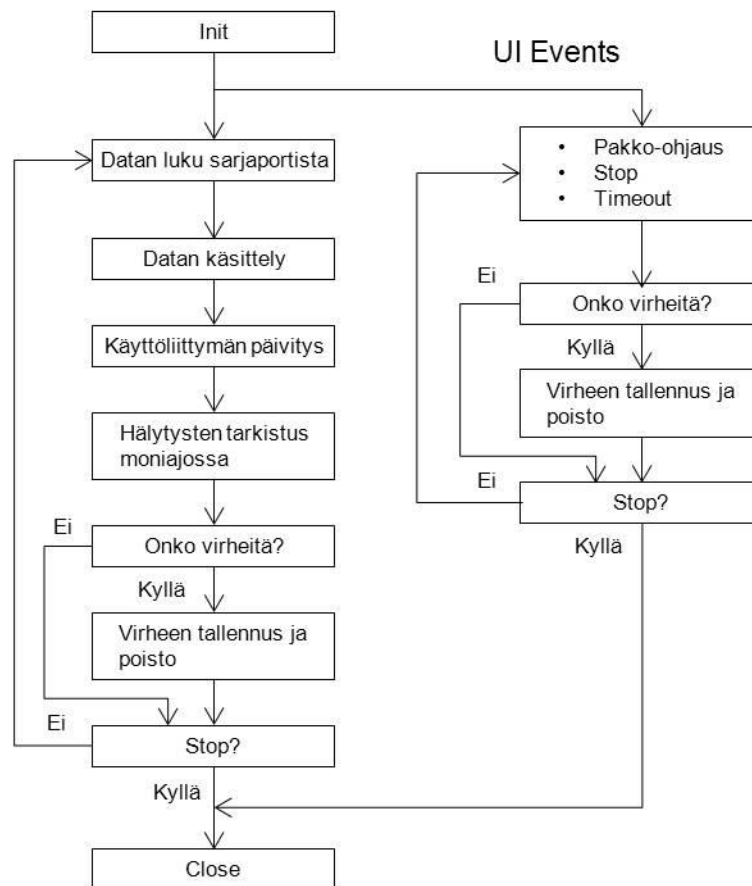 Init
UI Events
Datan luku sarjaportista
Datan käsittely
Käyttöliittymän päivitys
Hälytysten tarkistus
moniajossa
Ei
Onko virheitä?
Kyllä
Virheen tallennus ja
poisto
Ei
Stop?
Kyllä
Close
• Pakko-ohjaus
• Stop
• Timeout
Ei
Onko virheitä?
Kyllä
Virheen tallennus ja
poisto
Ei
Stop?
Kyllä